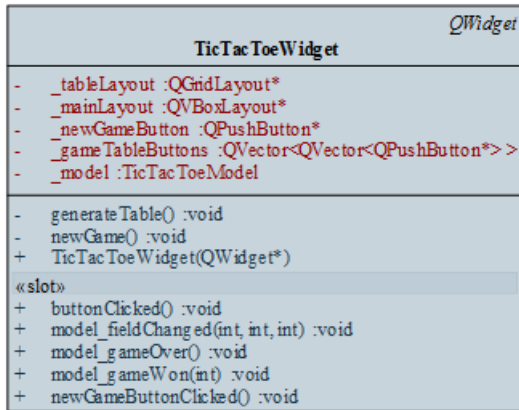 QWidget
TicTacToeWidget
- _tableLayout :QGridLayout*
- _mainLayout :QVBoxLayout*
- _newGameButton :QPushButton*
- _gameTableButtons :QVector<QVector<QPushButton*> >
- _model :TicTacToeModel
- generateTable() :void
- newGame() :void
+ TicTacToeWidget(QWidget*)
«slot»
+ buttonClicked() :void
+ model_fieldChanged(int, int, int) :void
+ model_gameOver() :void
+ model_gameWon(int) :void
+ newGameButtonClicked() :void